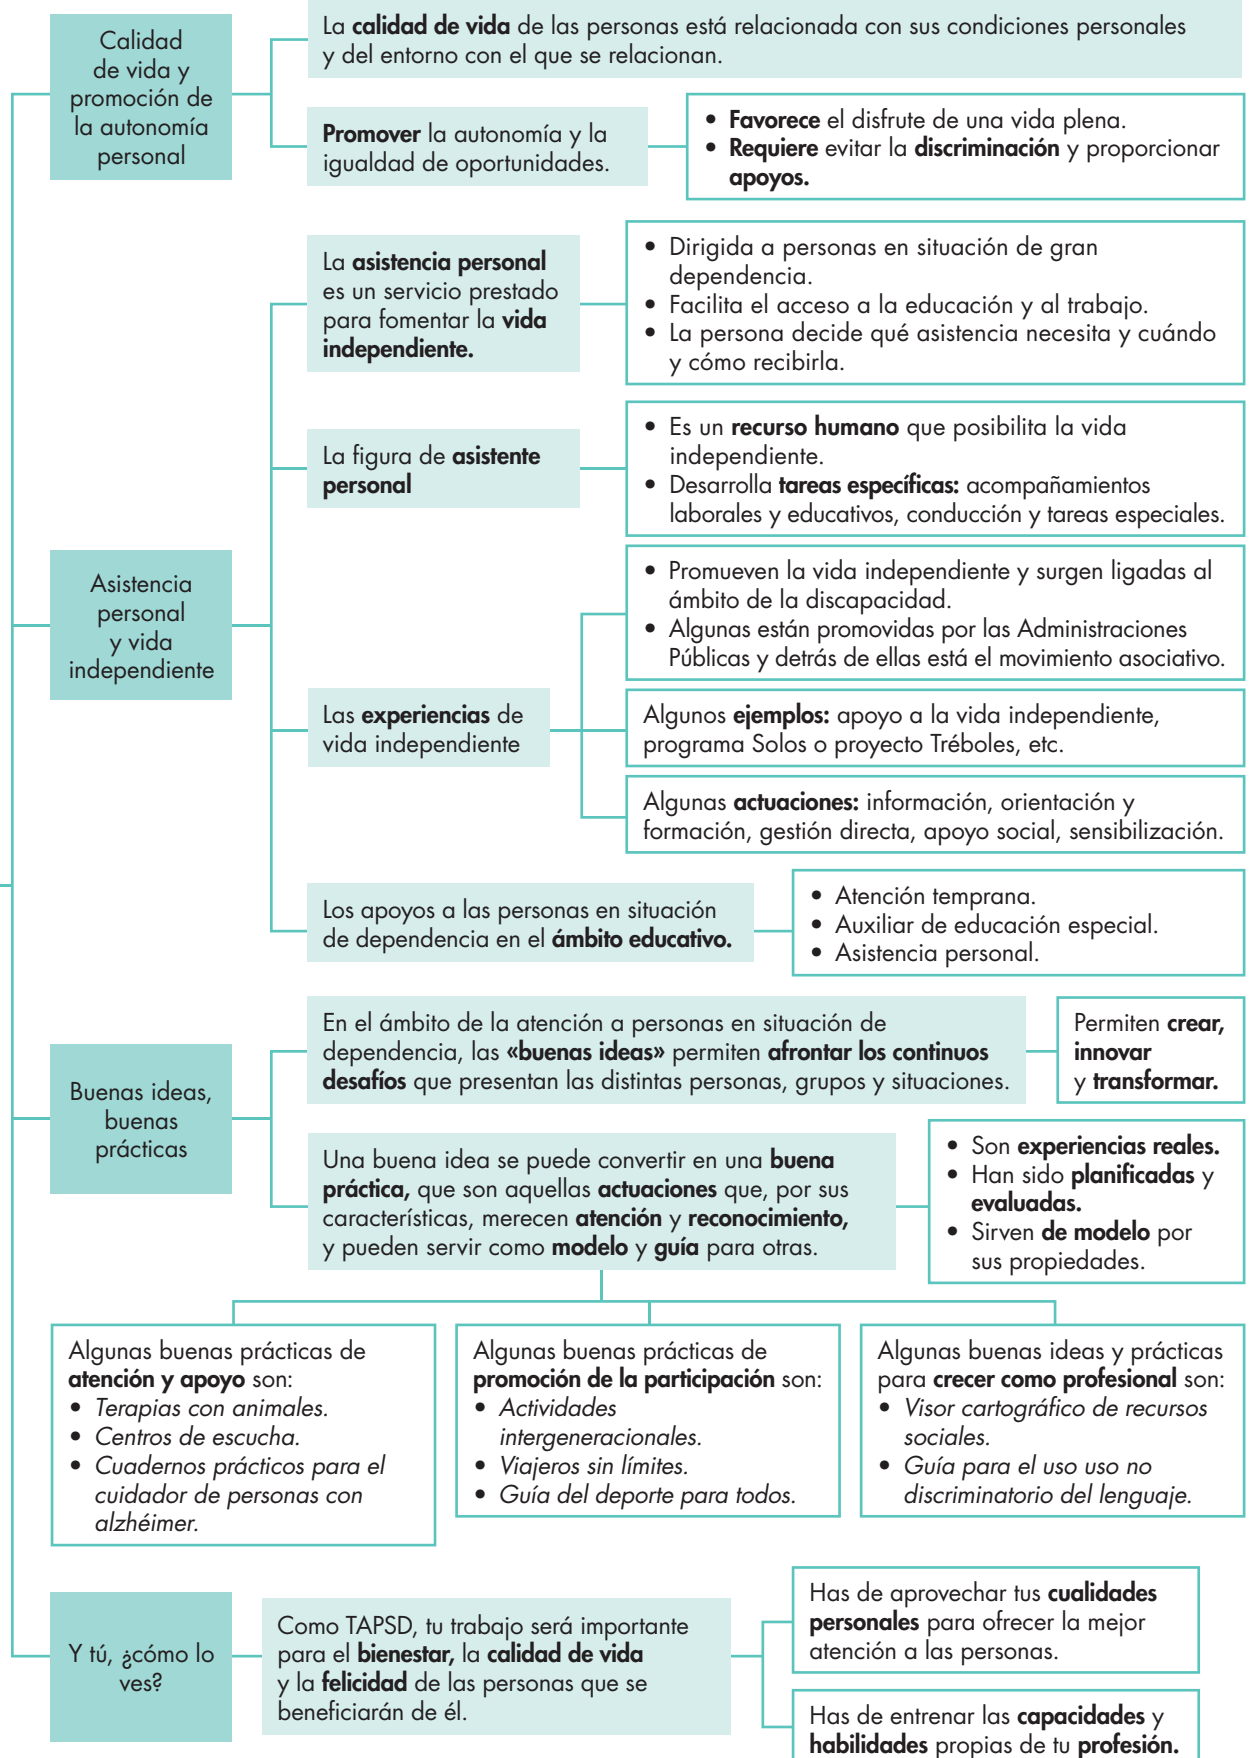 Calidad
de vida y
promoción de
la autonomía
personal
La calidad de vida de las personas está relacionada con sus condiciones personales
y del entorno con el que se relacionan.
Promover la autonomía y la
igualdad de oportunidades.
• Favorece el disfrute de una vida plena.
• Requiere evitar la discriminación y proporcionar
apoyos.
Asistencia
personal
y vida
independiente
La asistencia personal
es un servicio prestado
para fomentar la vida
independiente.
• Dirigida a personas en situación de gran
dependencia.
• Facilita el acceso a la educación y al trabajo.
• La persona decide qué asistencia necesita y cuándo
y cómo recibirla.
La figura de asistente
personal
• Es un recurso humano que posibilita la vida
independiente.
• Desarrolla tareas específicas: acompañamientos
laborales y educativos, conducción y tareas especiales.
Las experiencias de
vida independiente
• Promueven la vida independiente y surgen ligadas al
ámbito de la discapacidad.
• Algunas están promovidas por las Administraciones
Públicas y detrás de ellas está el movimiento asociativo.
Algunos ejemplos: apoyo a la vida independiente,
programa Solos o proyecto Tréboles, etc.
Algunas actuaciones: información, orientación y
formación, gestión directa, apoyo social, sensibilización.
Los apoyos a las personas en situación
de dependencia en el ámbito educativo.
• Atención temprana.
• Auxiliar de educación especial.
• Asistencia personal.
Buenas ideas,
buenas
prácticas
En el ámbito de la atención a personas en situación de
dependencia, las «buenas ideas» permiten afrontar los continuos
desafíos que presentan las distintas personas, grupos y situaciones.
Permiten crear,
innovar
y transformar.
Una buena idea se puede convertir en una buena
práctica, que son aquellas actuaciones que, por sus
características, merecen atención y reconocimiento,
y pueden servir como modelo y guía para otras.
• Son experiencias reales.
• Han sido planificadas y
evaluadas.
• Sirven de modelo por
sus propiedades.
Algunas buenas prácticas de
atención y apoyo son:
• Terapias con animales.
• Centros de escucha.
• Cuadernos prácticos para el
cuidador de personas con
alzhéimer.
Algunas buenas prácticas de
promoción de la participación son:
• Actividades
intergeneracionales.
• Viajeros sin límites.
• Guía del deporte para todos.
Algunas buenas ideas y prácticas
para crecer como profesional son:
• Visor cartográfico de recursos
sociales.
• Guía para el uso uso no
discriminatorio del lenguaje.
Y tú, ¿cómo lo
ves?
Como TAPSD, tu trabajo será importante
para el bienestar, la calidad de vida
y la felicidad de las personas que se
beneficiarán de él.
Has de aprovechar tus cualidades
personales para ofrecer la mejor
atención a las personas.
Has de entrenar las capacidades y
habilidades propias de tu profesión.